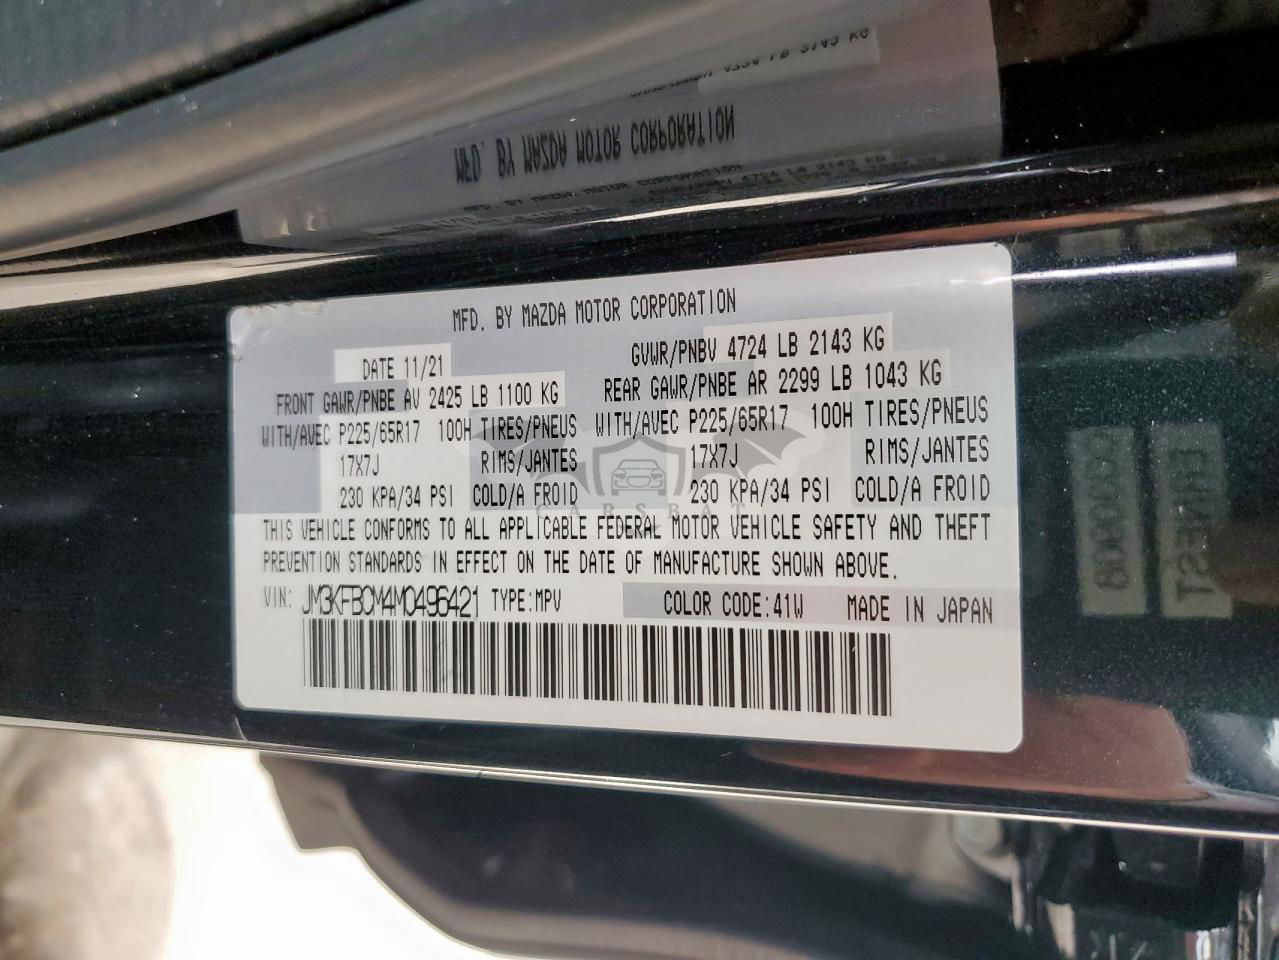 MFD. BY MAZDA MOTOR CORPORATION
DATE 11/21 GVWR/PNBV 4724 LB 2143 KG
FRONT GAWR/PNBE AV 2425 LB 1100 KG REAR GAWR/PNBE AR 2299 LB 1043 KG
WITH/AVEC P225/65R17 100H TIRES/PNEUS WITH/AVEC P225/65R17 100H TIRES/PNEUS
17X7J RIMS/JANTES 17X7J RIMS/JANTES
230 KPA/34 PSI COLD/A FROID 230 KPA/34 PSI COLD/A FROID
CARSBAT
THIS VEHICLE CONFORMS TO ALL APPLICABLE FEDERAL MOTOR VEHICLE SAFETY AND THEFT
PREVENTION STANDARDS IN EFFECT ON THE DATE OF MANUFACTURE SHOWN ABOVE.
VIN: JM3KFBCM4M0496421 TYPE:MPV COLOR CODE:41W MADE IN JAPAN